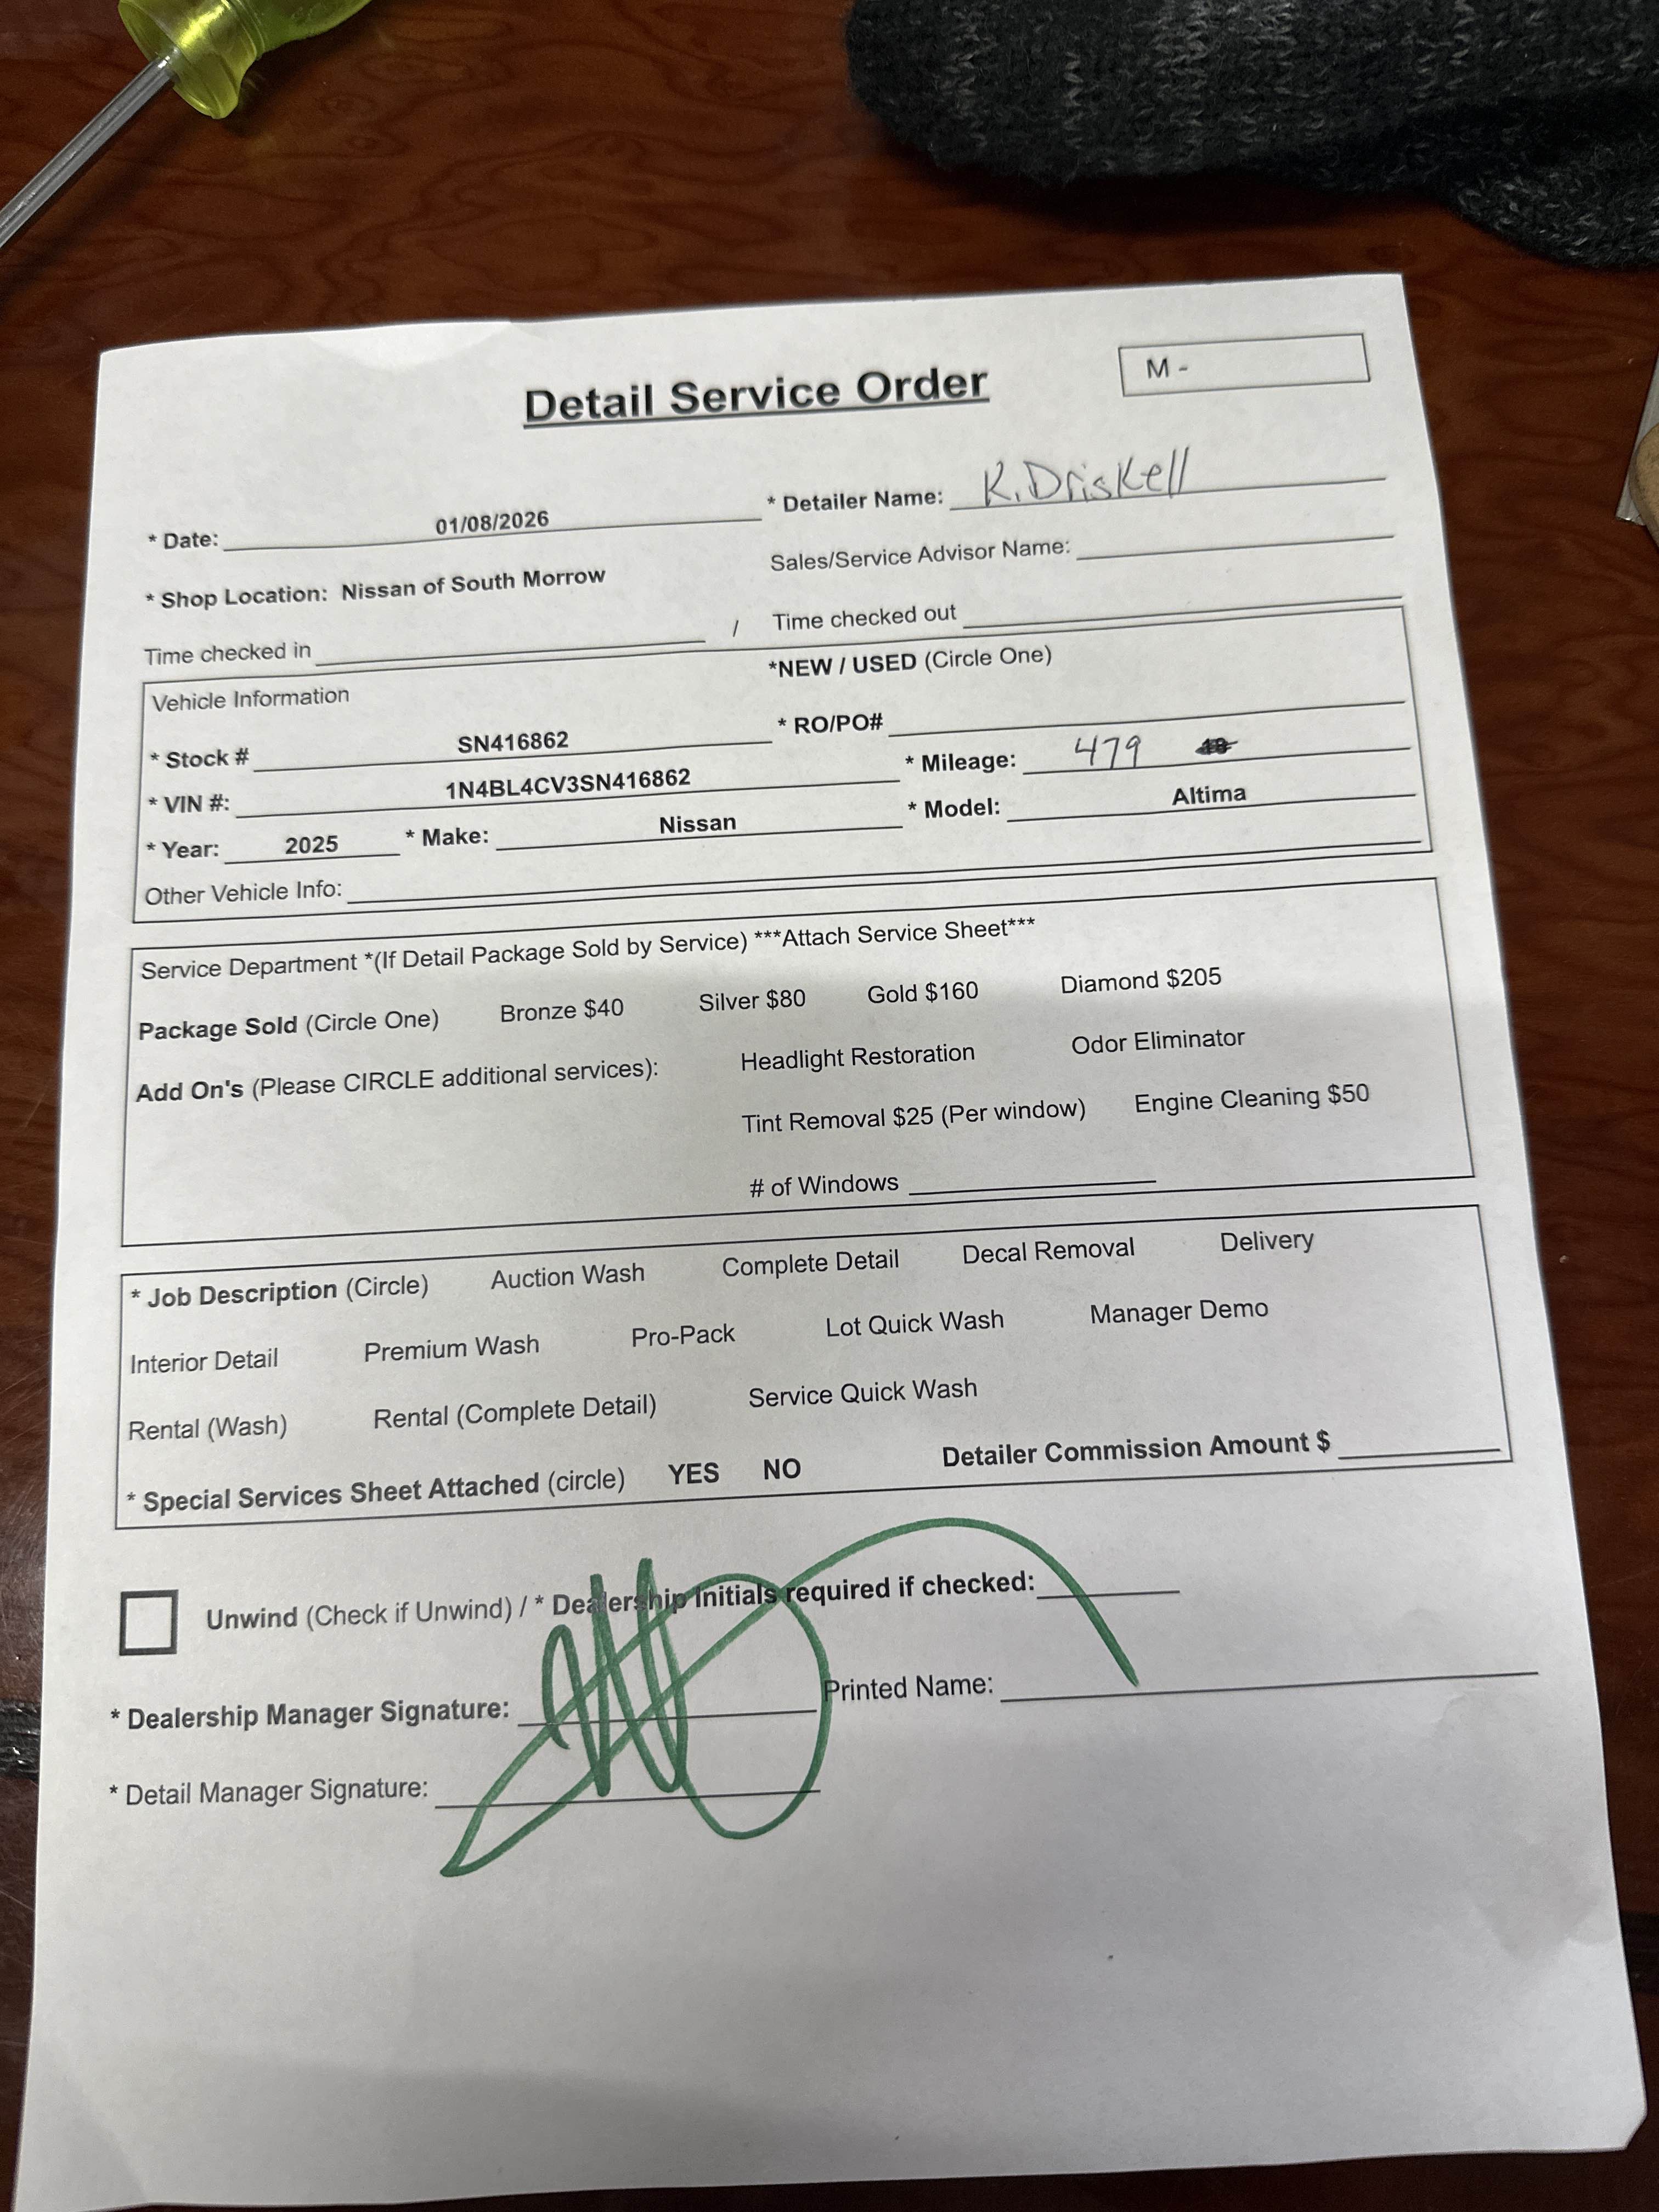 Detail Service Order
M -
* Date: 01/08/2026 * Detailer Name: K. Driskell
* Shop Location: Nissan of South Morrow Sales/Service Advisor Name:
Time checked in / Time checked out
Vehicle Information *NEW / USED (Circle One)
* Stock # SN416862 * RO/PO#
* VIN #: 1N4BL4CV3SN416862 * Mileage: 479
* Year: 2025 * Make: Nissan * Model: Altima
Other Vehicle Info:
Service Department *(If Detail Package Sold by Service) ***Attach Service Sheet***
Package Sold (Circle One) Bronze $40 Silver $80 Gold $160 Diamond $205
Add On's (Please CIRCLE additional services): Headlight Restoration Odor Eliminator
Tint Removal $25 (Per window) Engine Cleaning $50
# of Windows
* Job Description (Circle) Auction Wash Complete Detail Decal Removal Delivery
Interior Detail Premium Wash Pro-Pack Lot Quick Wash Manager Demo
Rental (Wash) Rental (Complete Detail) Service Quick Wash
* Special Services Sheet Attached (circle) YES NO Detailer Commission Amount $
Unwind (Check if Unwind) / * Dealership Initials required if checked:
* Dealership Manager Signature: Printed Name:
* Detail Manager Signature: